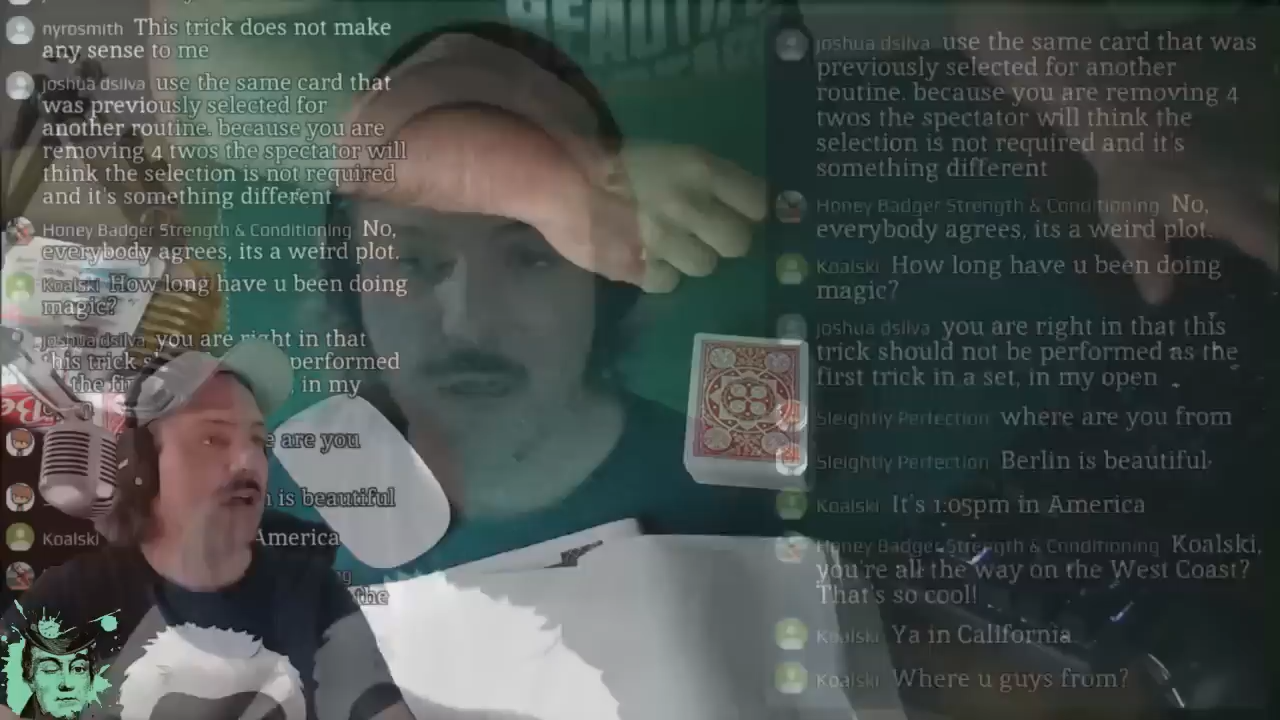 nyrosmith This trick does not make
any sense to me
joshua dsilva use the same card that
was previously selected for
another routine. because you are
removing 4 twos the spectator will
think the selection is not required
and it's something different
Honey Badger Strength & Conditioning No,
everybody agrees, its a weird plot.
Koalski How long have u been doing
magic?
joshua dsilva you are right in that
this trick performed
the in my
are you
is beautiful
Koalski America
the
BEAUTIFUL
joshua dsilva use the same card that was
previously selected for another
routine. because you are removing 4
twos the spectator will think the
selection is not required and it's
something different
Honey Badger Strength & Conditioning No,
everybody agrees, its a weird plot.
Koalski How long have u been doing
magic?
joshua dsilva you are right in that this
trick should not be performed as the
first trick in a set, in my open
Sleightly Perfection where are you from
Sleightly Perfection Berlin is beautiful
Koalski It's 1:05pm in America
Honey Badger Strength & Conditioning Koalski,
you're all the way on the West Coast?
That's so cool!
Koalski Ya in California
Koalski Where u guys from?